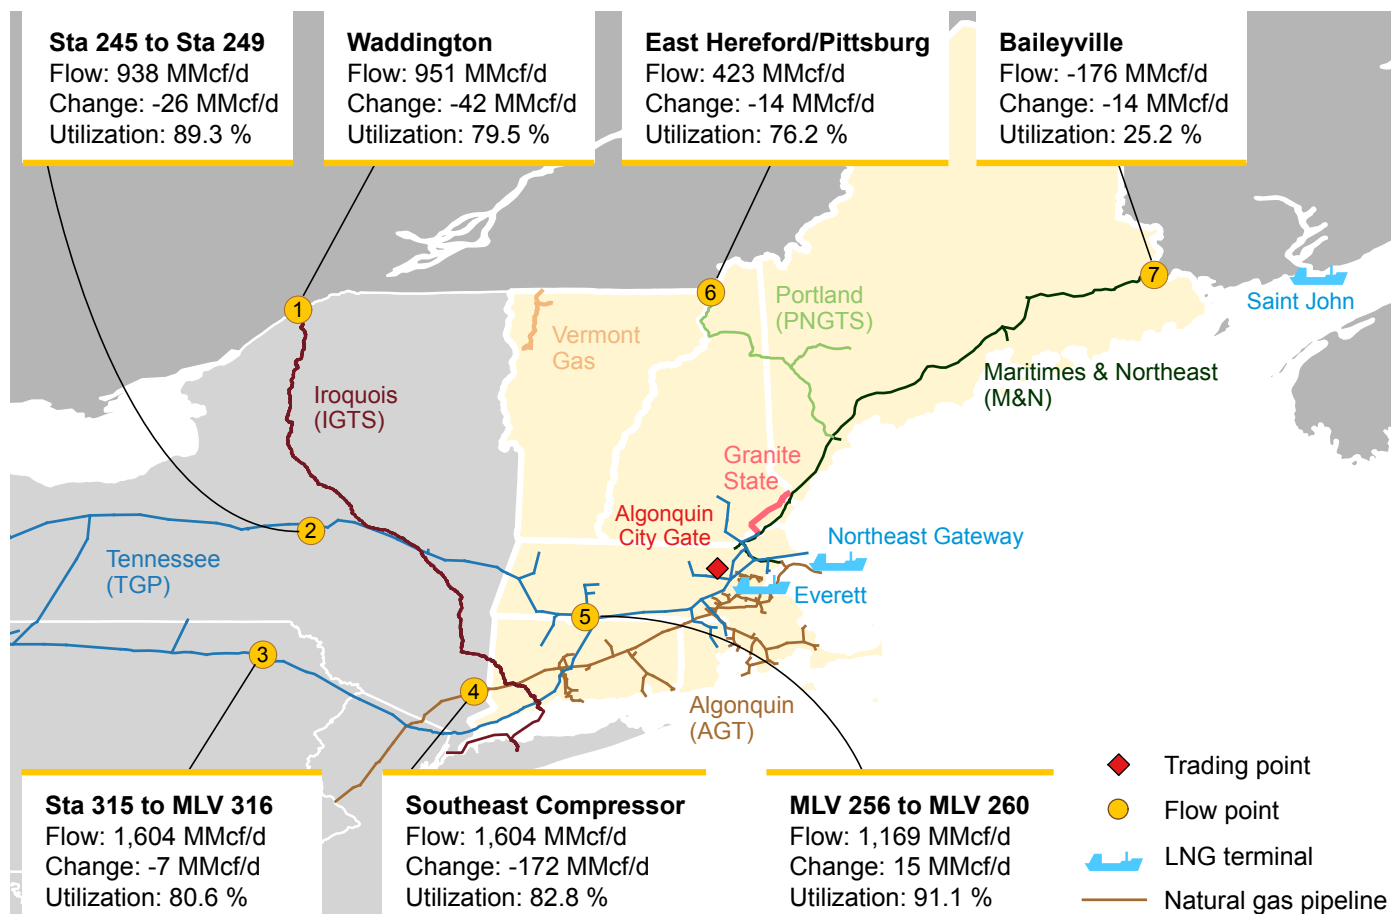 Sta 245 to Sta 249
Flow: 938 MMcf/d
Change: -26 MMcf/d
Utilization: 89.3 %
Waddington
Flow: 951 MMcf/d
Change: -42 MMcf/d
Utilization: 79.5 %
East Hereford/Pittsburg
Flow: 423 MMcf/d
Change: -14 MMcf/d
Utilization: 76.2 %
Baileyville
Flow: -176 MMcf/d
Change: -14 MMcf/d
Utilization: 25.2 %
1
6
7
Portland
(PNGTS)
Saint John
Vermont
Gas
Maritimes & Northeast
(M&N)
Iroquois
(IGTS)
Granite
State
Algonquin
City Gate
2
Northeast Gateway
Tennessee
(TGP)
Everett
5
3
4
Algonquin
(AGT)
Sta 315 to MLV 316
Flow: 1,604 MMcf/d
Change: -7 MMcf/d
Utilization: 80.6 %
Southeast Compressor
Flow: 1,604 MMcf/d
Change: -172 MMcf/d
Utilization: 82.8 %
MLV 256 to MLV 260
Flow: 1,169 MMcf/d
Change: 15 MMcf/d
Utilization: 91.1 %
Trading point
Flow point
LNG terminal
Natural gas pipeline